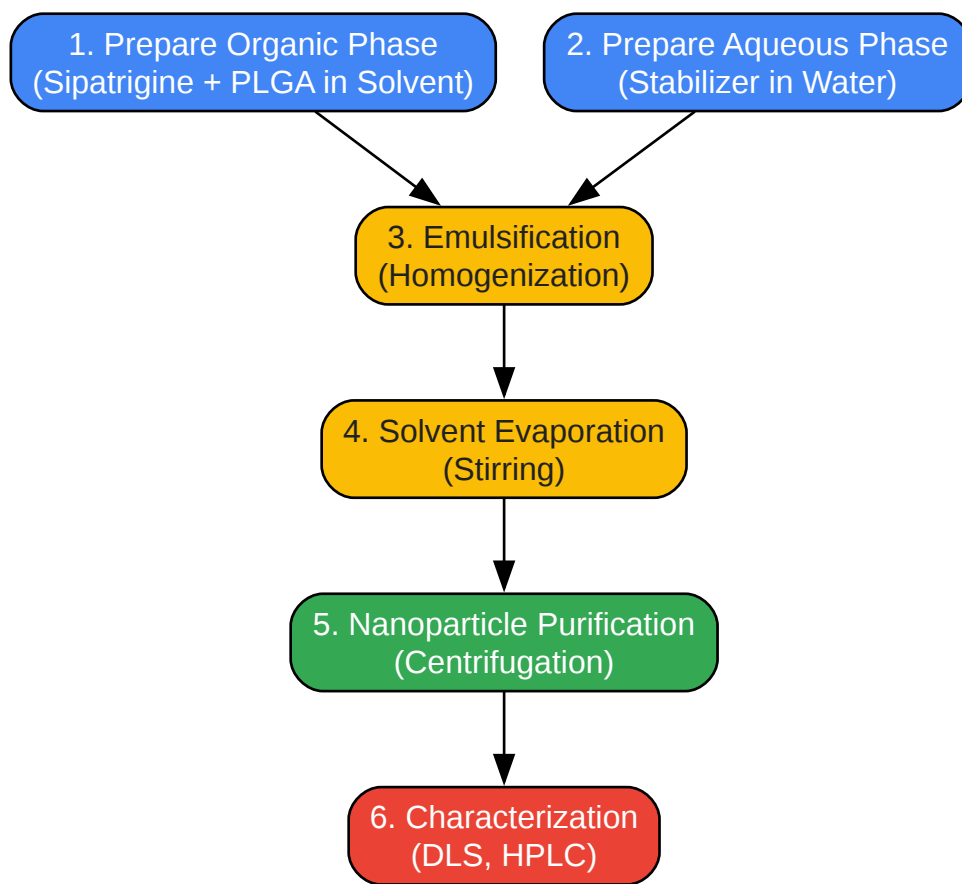 1. Prepare Organic Phase
(Sipatrigine + PLGA in Solvent)
2. Prepare Aqueous Phase
(Stabilizer in Water)
3. Emulsification
(Homogenization)
4. Solvent Evaporation
(Stirring)
5. Nanoparticle Purification
(Centrifugation)
6. Characterization
(DLS, HPLC)